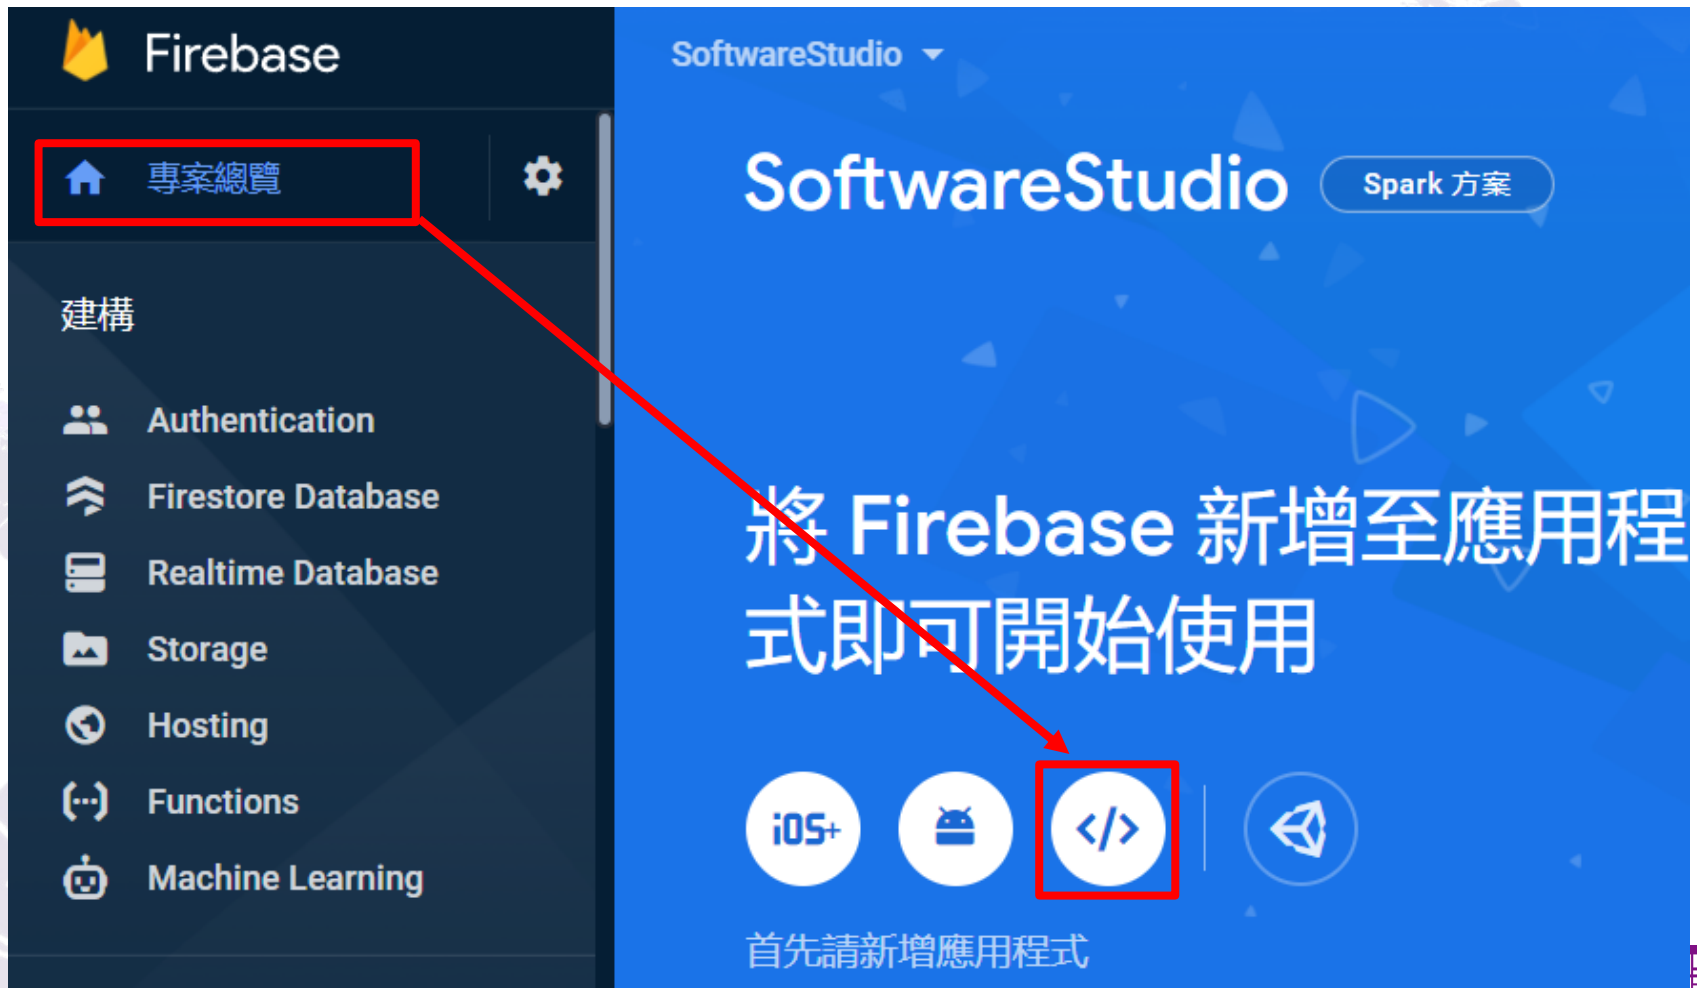 Firebase
專案總覽
建構
Authentication
Firestore Database
Realtime Database
Storage
Hosting
Functions
Machine Learning
SoftwareStudio
SoftwareStudio
Spark 方案
將 Firebase 新增至應用程
式即可開始使用
iOS+
</>
首先請新增應用程式